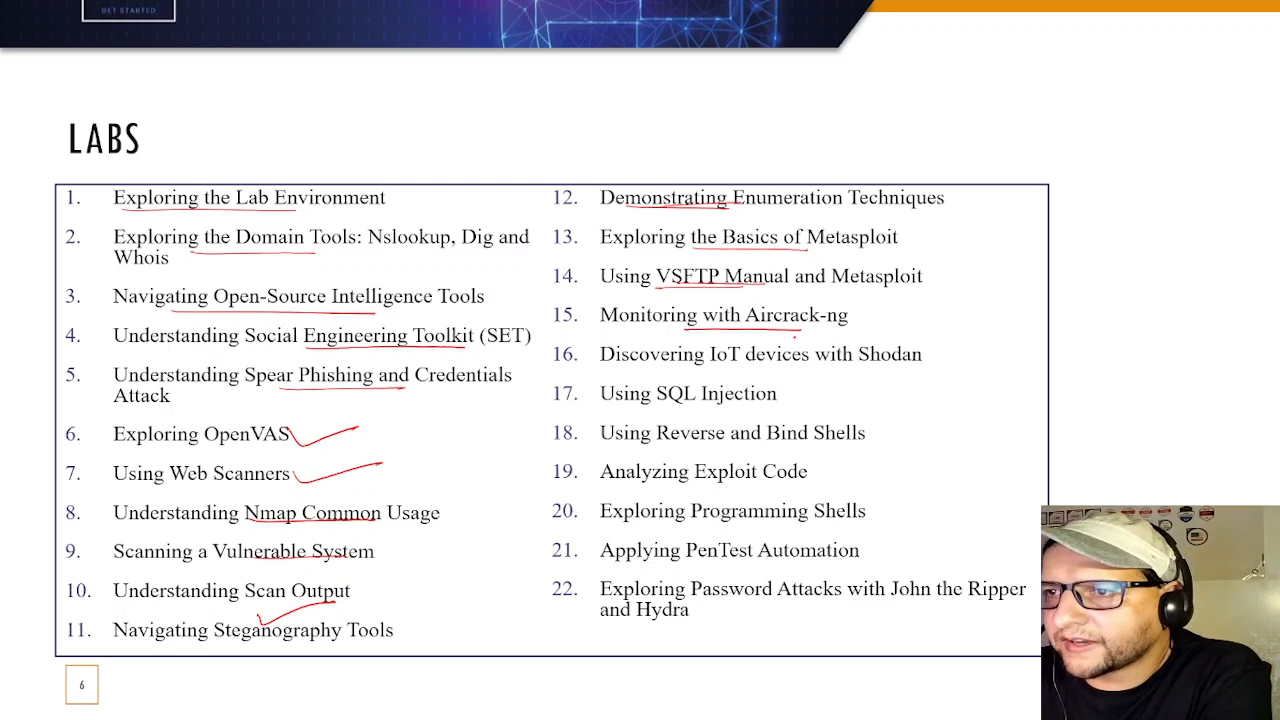 GET STARTED
LABS
1. Exploring the Lab Environment
2. Exploring the Domain Tools: Nslookup, Dig and
Whois
3. Navigating Open-Source Intelligence Tools
4. Understanding Social Engineering Toolkit (SET)
5. Understanding Spear Phishing and Credentials
Attack
6. Exploring OpenVAS
7. Using Web Scanners
8. Understanding Nmap Common Usage
9. Scanning a Vulnerable System
10. Understanding Scan Output
11. Navigating Steganography Tools
12. Demonstrating Enumeration Techniques
13. Exploring the Basics of Metasploit
14. Using VSFTP Manual and Metasploit
15. Monitoring with Aircrack-ng
16. Discovering IoT devices with Shodan
17. Using SQL Injection
18. Using Reverse and Bind Shells
19. Analyzing Exploit Code
20. Exploring Programming Shells
21. Applying PenTest Automation
22. Exploring Password Attacks with John the Ripper
and Hydra
6